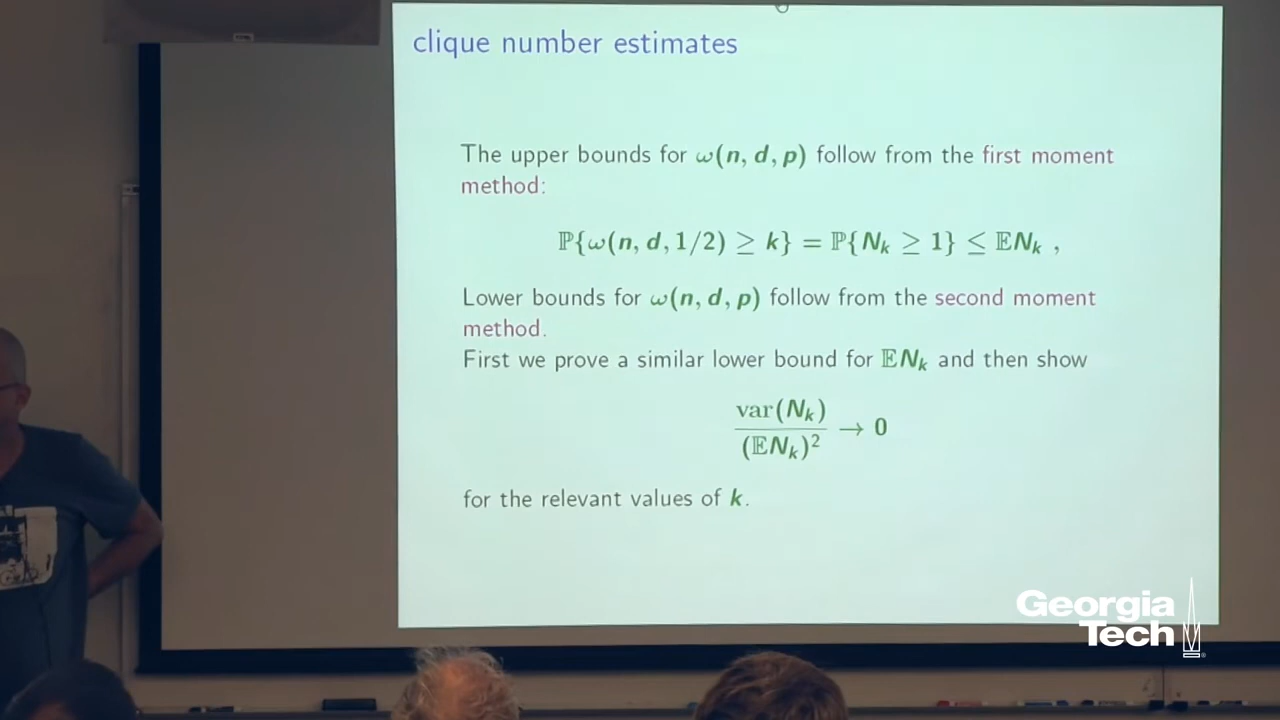 clique number estimates
The upper bounds for ω(n, d, p) follow from the first moment
method:
ℙ{ω(n, d, 1/2) ≥ k} = ℙ{N_k ≥ 1} ≤ 𝔼N_k ,
Lower bounds for ω(n, d, p) follow from the second moment
method.
First we prove a similar lower bound for 𝔼N_k and then show
var(N_k) / (𝔼N_k)² → 0
for the relevant values of k.
Georgia
Tech